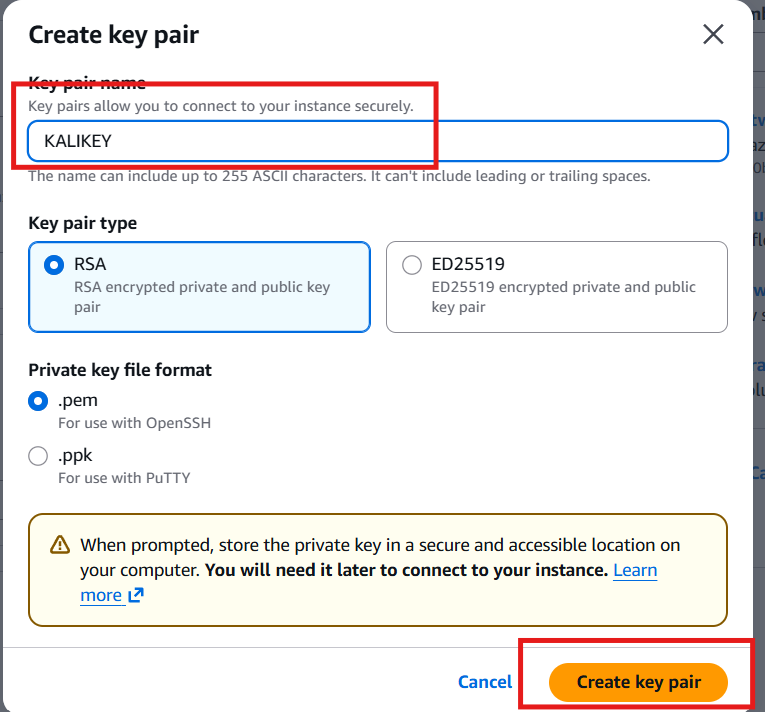 Create key pair
Key pair name
Key pairs allow you to connect to your instance securely.
KALIKEY
The name can include up to 255 ASCII characters. It can't include leading or trailing spaces.
Key pair type
RSA
RSA encrypted private and public key
pair
ED25519
ED25519 encrypted private and public
key pair
Private key file format
.pem
For use with OpenSSH
.ppk
For use with PuTTY
When prompted, store the private key in a secure and accessible location on
your computer. You will need it later to connect to your instance. Learn
more
Cancel
Create key pair